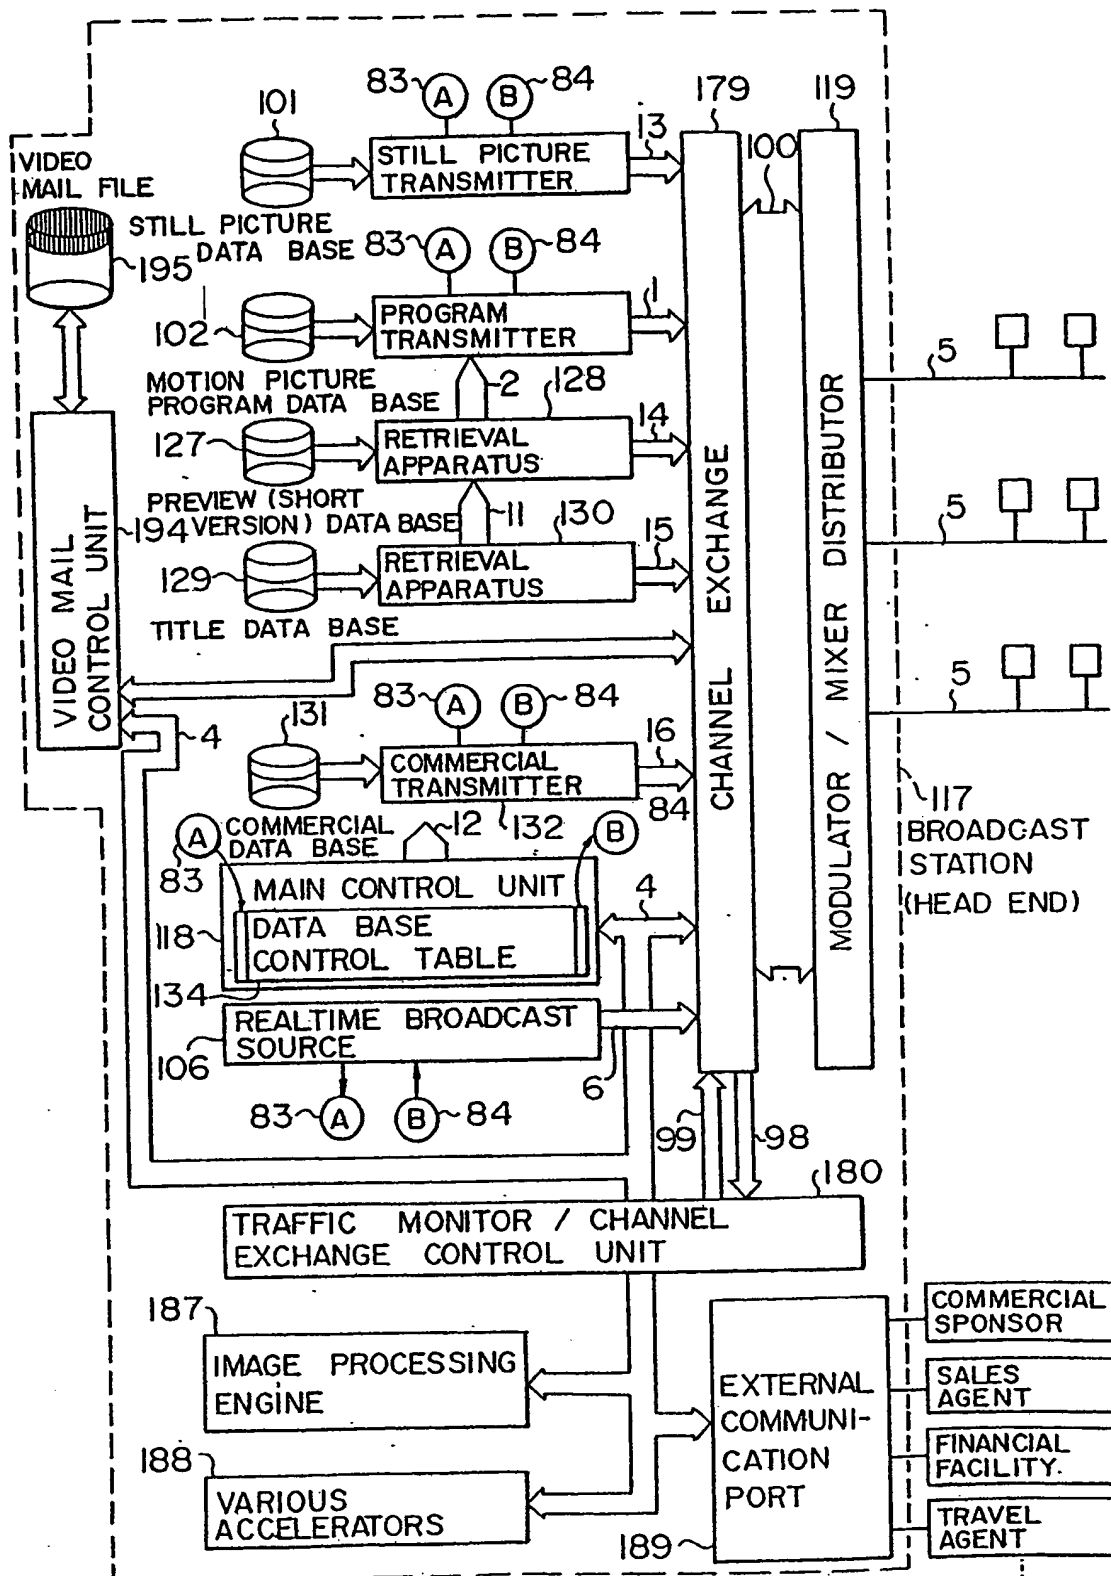 83
A
B
84
179
119
101
13
100
STILL PICTURE
TRANSMITTER
VIDEO
MAIL FILE
STILL PICTURE
DATA BASE
195
83
A
B
84
1
102
PROGRAM
TRANSMITTER
MOTION PICTURE
PROGRAM DATA BASE
2
128
14
127
RETRIEVAL
APPARATUS
PREVIEW (SHORT
VERSION) DATA BASE
11
130
15
129
RETRIEVAL
APPARATUS
TITLE DATA BASE
194
VIDEO MAIL
CONTROL UNIT
4
CHANNEL EXCHANGE
MODULATOR / MIXER DISTRIBUTOR
5
5
5
83
A
B
84
131
16
COMMERCIAL
TRANSMITTER
132
84
COMMERCIAL
DATA BASE
12
A
83
B
117
BROADCAST
STATION
(HEAD END)
MAIN CONTROL UNIT
118
DATA BASE
CONTROL TABLE
134
4
REALTIME BROADCAST
SOURCE
106
6
83
A
B
84
99
98
180
TRAFFIC MONITOR / CHANNEL
EXCHANGE CONTROL UNIT
187
IMAGE PROCESSING
ENGINE
188
VARIOUS
ACCELERATORS
EXTERNAL
COMMUNI-
CATION
PORT
189
COMMERCIAL
SPONSOR
SALES
AGENT
FINANCIAL
FACILITY.
TRAVEL
AGENT